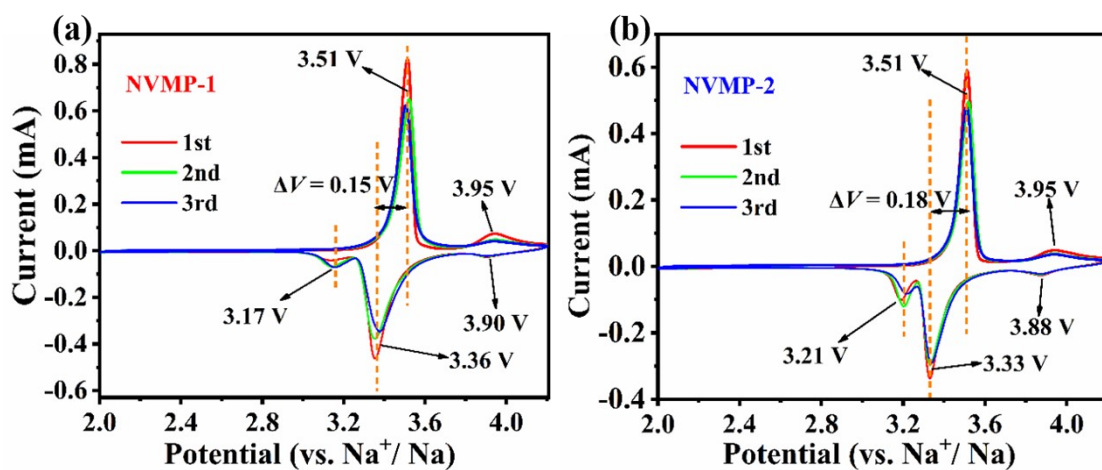 (a)
NVMP-1
1st
2nd
3rd
3.51 V
ΔV = 0.15 V
3.95 V
3.17 V
3.36 V
3.90 V
Current (mA)
0.8
0.6
0.4
0.2
0.0
-0.2
-0.4
-0.6
2.0
2.4
2.8
3.2
3.6
4.0
Potential (vs. Na⁺/ Na)
(b)
NVMP-2
1st
2nd
3rd
3.51 V
ΔV = 0.18 V
3.95 V
3.21 V
3.33 V
3.88 V
Current (mA)
0.6
0.4
0.2
0.0
-0.2
-0.4
2.0
2.4
2.8
3.2
3.6
4.0
Potential (vs. Na⁺/ Na)